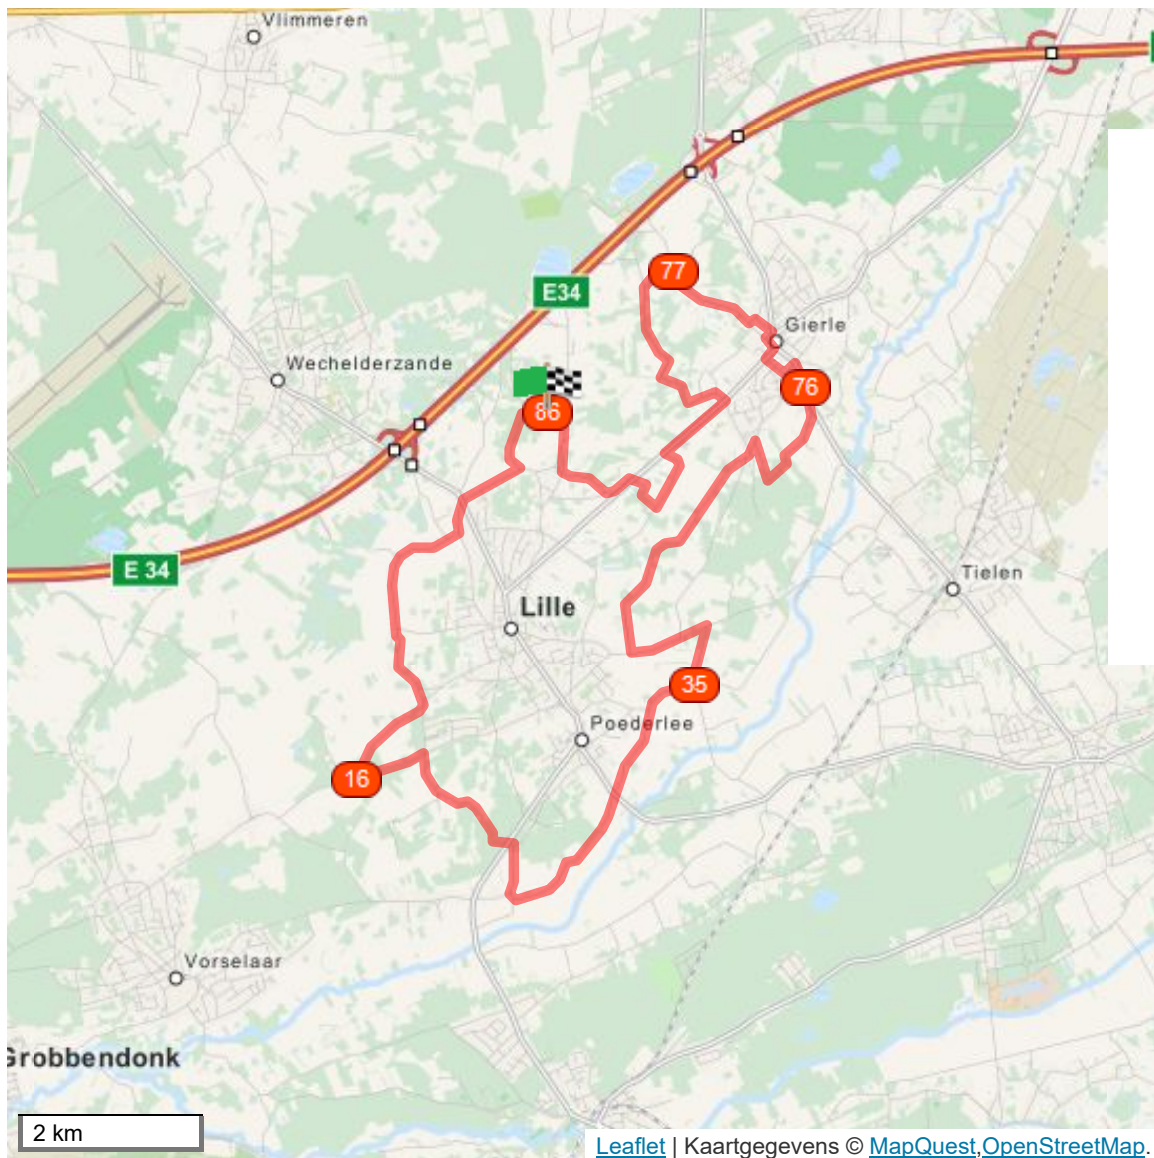 Vlimmeren
E34
77
Gierle
Wechelderzande
76
86
E 34
Tielen
Lille
35
Poederlee
16
Vorselaar
Grobbendonk
2 km
Leaflet | Kaartgegevens © MapQuest,OpenStreetMap.